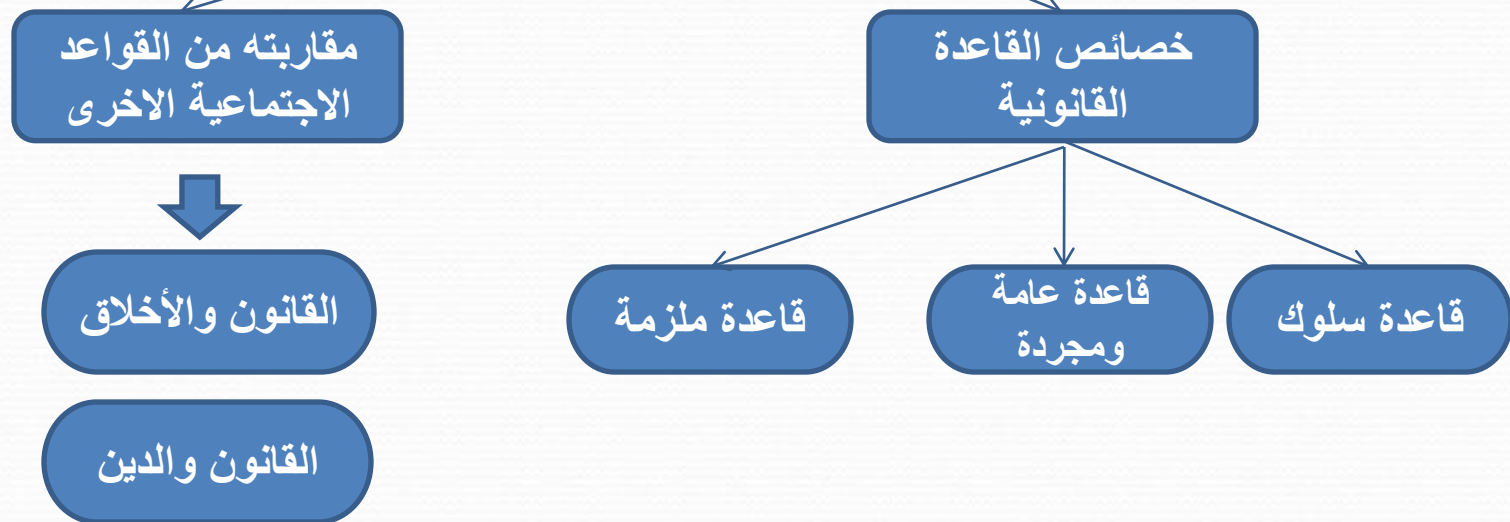 خصائص القاعدة
القانونية
قاعدة سلوك
قاعدة عامة
ومجردة
قاعدة ملزمة
مقاربته من القواعد
الاجتماعية الاخرى
القانون والأخلاق
القانون والدين